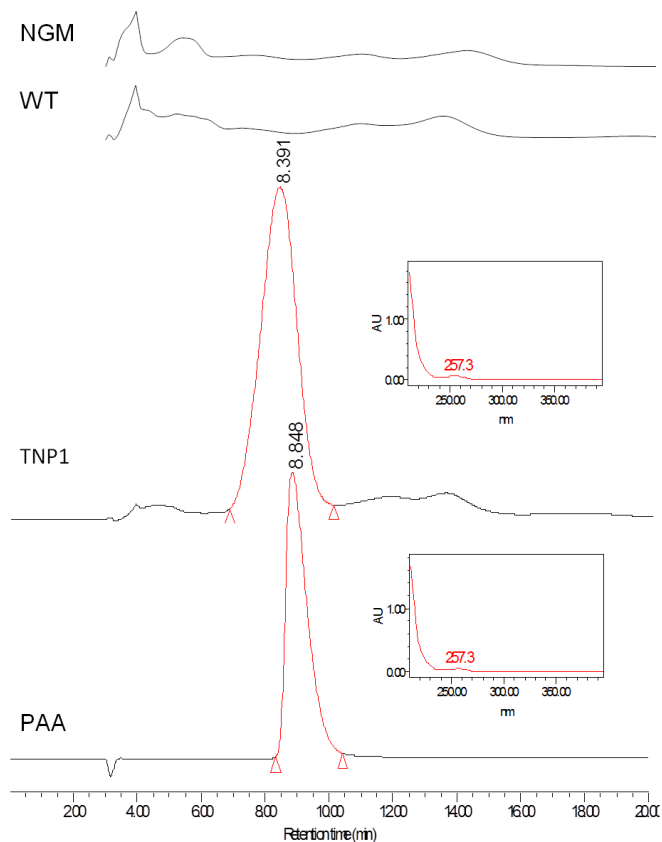 NGM
WT
8.391
AU
1.00
0.00
257.3
250.00 300.00 350.00
nm
TNP1
8.848
AU
1.00
0.00
257.3
250.00 300.00 350.00
nm
PAA
2.00 4.00 6.00 8.00 10.00 12.00 14.00 16.00 18.00 20.00
Retention time (min)